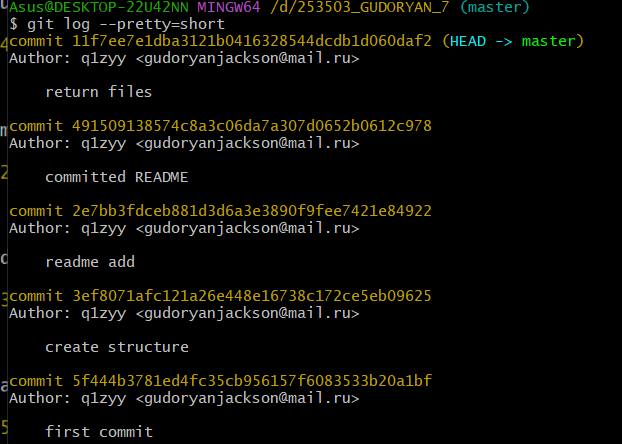 Asus@DESKTOP-22U42NN MINGW64 /d/253503_GUDORYAN_7 (master)
$ git log --pretty=short
commit 11f7ee7e1dba3121b0416328544dcdb1d060daf2 (HEAD -> master)
Author: q1zyy <gudoryanjackson@mail.ru>
return files
commit 491509138574c8a3c06da7a307d0652b0612c978
Author: q1zyy <gudoryanjackson@mail.ru>
committed README
commit 2e7bb3fdceb881d3d6a3e3890f9fee7421e84922
Author: q1zyy <gudoryanjackson@mail.ru>
readme add
commit 3ef8071afc121a26e448e16738c172ce5eb09625
Author: q1zyy <gudoryanjackson@mail.ru>
create structure
commit 5f444b3781ed4fc35cb956157f6083533b20a1bf
Author: q1zyy <gudoryanjackson@mail.ru>
first commit